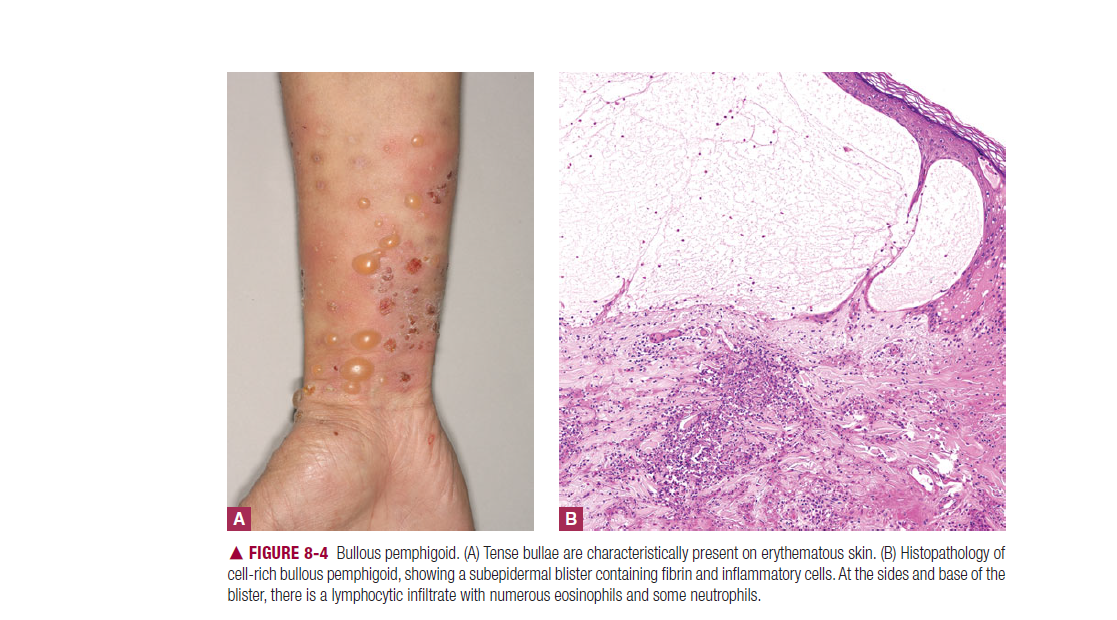 A
B
▲ FIGURE 8-4 Bullous pemphigoid. (A) Tense bullae are characteristically present on erythematous skin. (B) Histopathology of
cell-rich bullous pemphigoid, showing a subepidermal blister containing fibrin and inflammatory cells. At the sides and base of the
blister, there is a lymphocytic infiltrate with numerous eosinophils and some neutrophils.